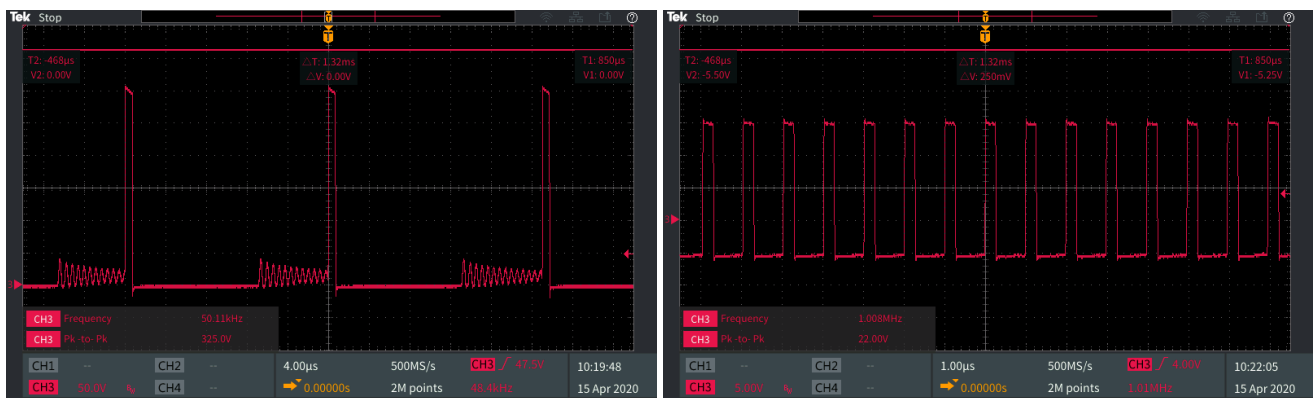 Tek Stop
T
T
T2: -468µs
V2: 0.00V
△T: 1.32ms
△V: 0.00V
T1: 850µs
V1: 0.00V
3
CH3 Frequency 50.11kHz
CH3 Pk -to- Pk 325.0V
CH1 -- CH2 -- 4.00µs 500MS/s CH3 47.5V 10:19:48
CH3 50.0V CH4 -- 0.00000s 2M points 48.4kHz 15 Apr 2020
Tek Stop
T
T
T2: -468µs
V2: -5.50V
△T: 1.32ms
△V: 250mV
T1: 850µs
V1: -5.25V
3
CH3 Frequency 1.008MHz
CH3 Pk -to- Pk 22.00V
CH1 -- CH2 -- 1.00µs 500MS/s CH3 -4.00V 10:22:05
CH3 5.00V CH4 -- 0.00000s 2M points 1.01MHz 15 Apr 2020